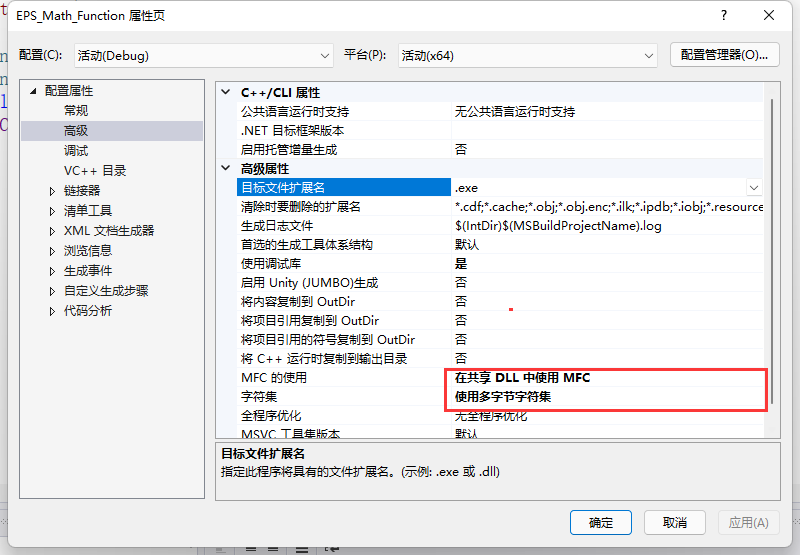 EPS_Math_Function 属性页
配置(C): 活动(Debug) 平台(P): 活动(x64) 配置管理器(O)...
配置属性
常规
高级
调试
VC++ 目录
链接器
清单工具
XML 文档生成器
浏览信息
生成事件
自定义生成步骤
代码分析
C++/CLI 属性
公共语言运行时支持 无公共语言运行时支持
.NET 目标框架版本
启用托管增量生成 否
高级属性
目标文件扩展名 .exe
清除时要删除的扩展名 *.cdf;*.cache;*.obj;*.obj.enc;*.ilk;*.ipdb;*.iobj;*.resource
生成日志文件 $(IntDir)$(MSBuildProjectName).log
首选的生成工具体系结构 默认
使用调试库 是
启用 Unity (JUMBO)生成 否
将内容复制到 OutDir 否
将项目引用复制到 OutDir 否
将项目引用的符号复制到 OutDir 否
将 C++ 运行时复制到输出目录 否
MFC 的使用 在共享 DLL 中使用 MFC
字符集 使用多字节字符集
全程序优化 无全程序优化
MSVC 工具集版本 默认
目标文件扩展名
指定此程序将具有的文件扩展名。(示例: .exe 或 .dll)
确定 取消 应用(A)